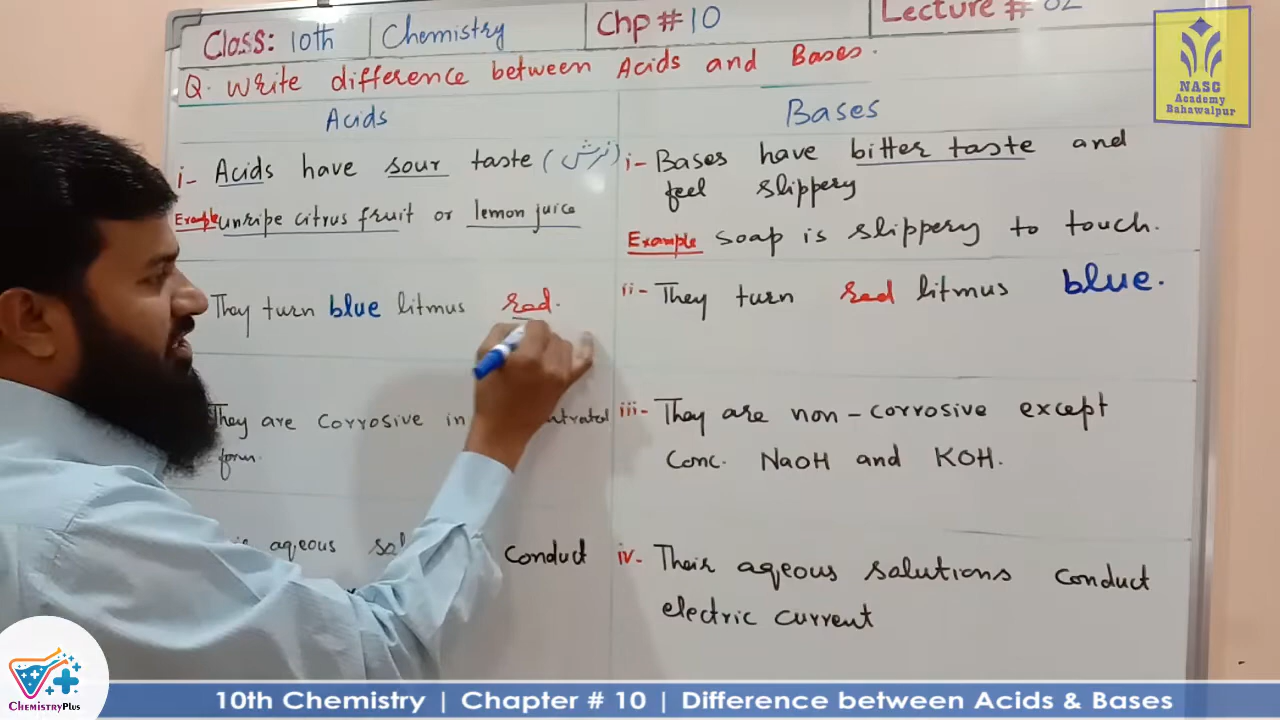 Class: 10th Chemistry Chp # 10 Lecture # 02
Q. Write difference between Acids and Bases.
Acids
i- Acids have sour taste (ترش)
Example unripe citrus fruit or lemon juice
They turn blue litmus red.
They are Corrosive in
form.
aqeous
Conduct
Bases
i- Bases have bitter taste and
feel slippery
Example soap is slippery to touch.
ii- They turn red litmus blue.
iii- They are non-corrosive except
Conc. NaOH and KOH.
iv- Their aqeous solutions conduct
electric current
NASC
Academy
Bahawalpur
ChemistryPlus
10th Chemistry | Chapter # 10 | Difference between Acids & Bases